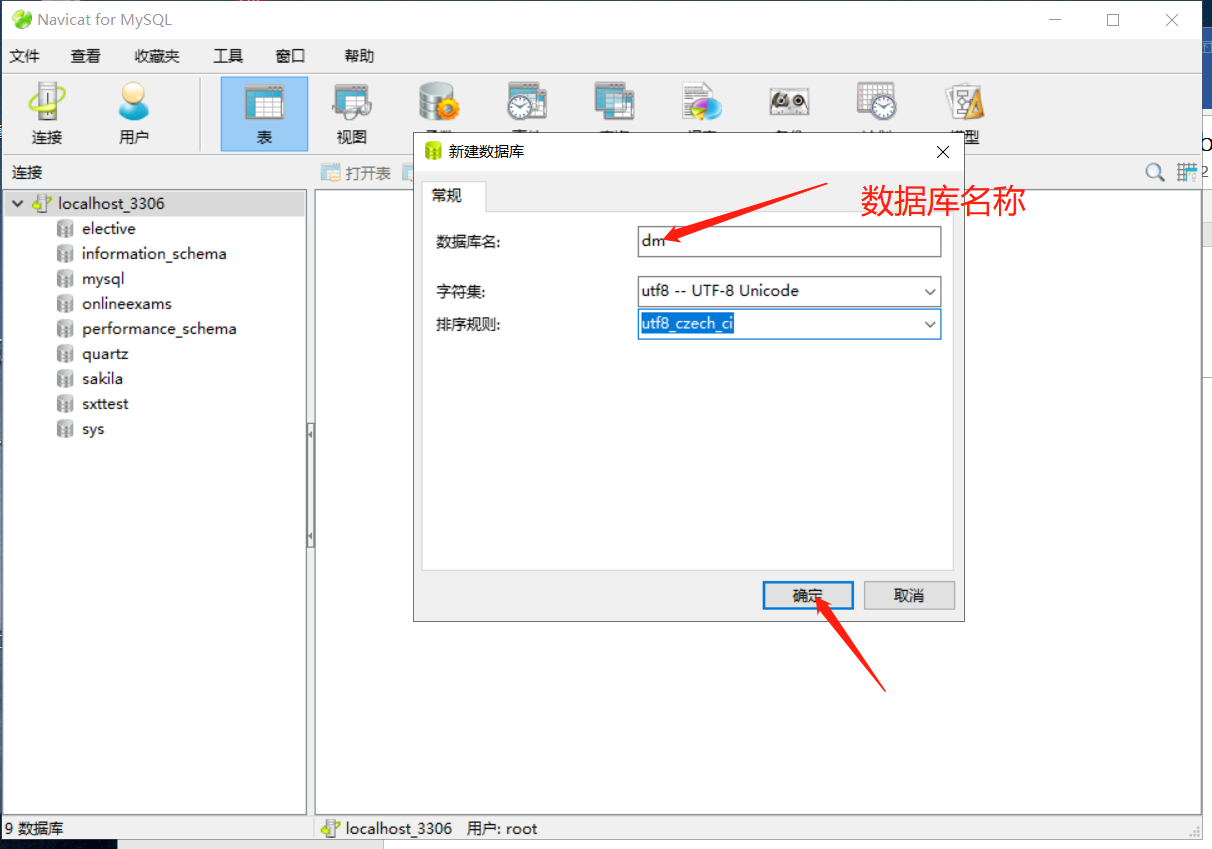 Navicat for MySQL
文件 查看 收藏夹 工具 窗口 帮助
连接 用户 表 视图
新建数据库
连接
打开表
常规
数据库名称
localhost_3306
elective
information_schema
mysql
onlineexams
performance_schema
quartz
sakila
sxttest
sys
数据库名: dm
字符集: utf8 -- UTF-8 Unicode
排序规则: utf8_czech_ci
确定 取消
9 数据库
localhost_3306 用户: root